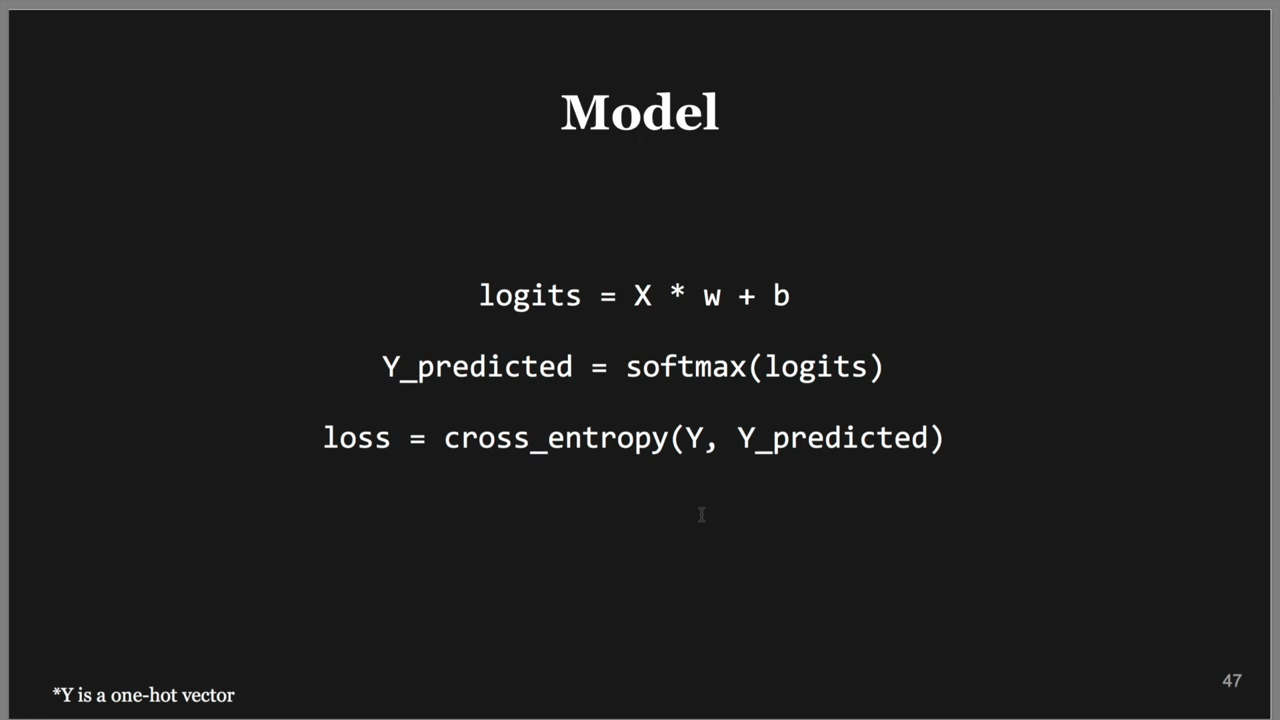 Model
logits = X * w + b
Y_predicted = softmax(logits)
loss = cross_entropy(Y, Y_predicted)
*Y is a one-hot vector
47